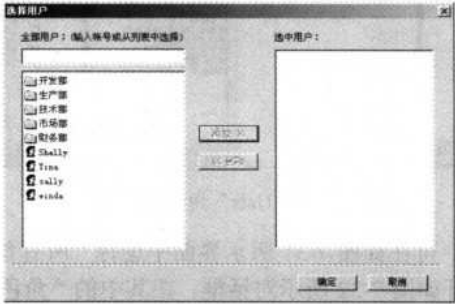 选择用户
全部用户：(输入帐号或从列表中选择)
选中用户：
开发部
生产部
技术部
市场部
财务部
Shally
Tina
sally
winda
确定
取消